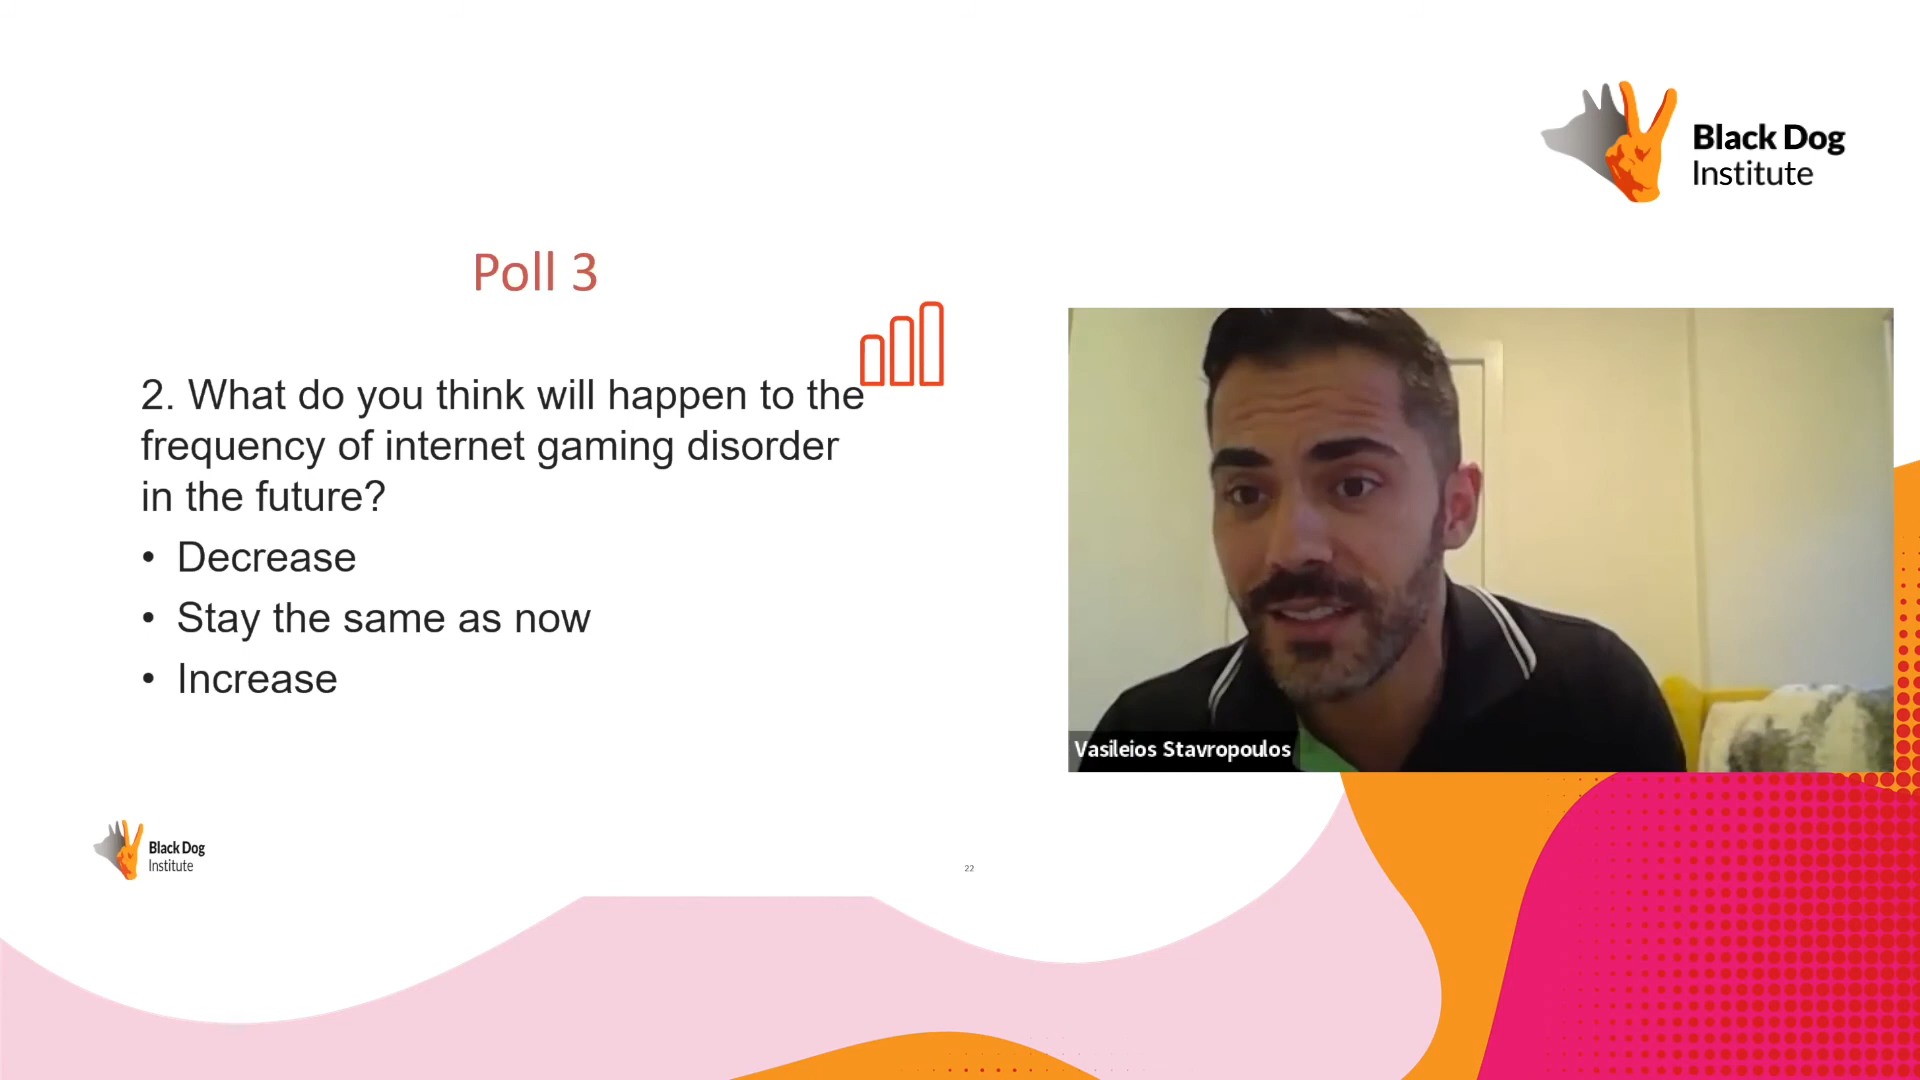 Black Dog
Institute
Poll 3
2. What do you think will happen to the
frequency of internet gaming disorder
in the future?
• Decrease
• Stay the same as now
• Increase
Vasileios Stavropoulos
Black Dog
Institute
22